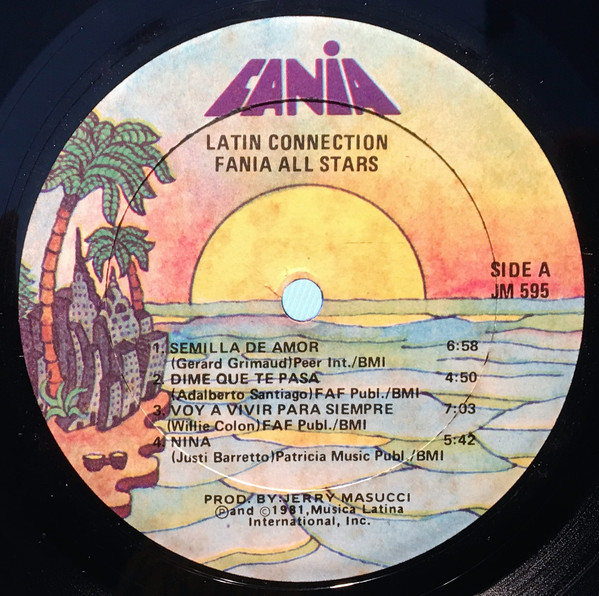 FANIA
LATIN CONNECTION
FANIA ALL STARS
SIDE A
JM 595
1. SEMILLA DE AMOR 6:58
(Gerard Grimaud)Peer Int./BMI
2. DIME QUE TE PASA 4:50
(Adalberto Santiago)FAF Publ./BMI
3. VOY A VIVIR PARA SIEMPRE 7:03
(Willie Colon)FAF Publ./BMI
4. NINA 5:42
(Justi Barretto)Patricia Music Publ./BMI
PROD. BY: JERRY MASUCCI
Ⓟand ©1981, Musica Latina
International, Inc.